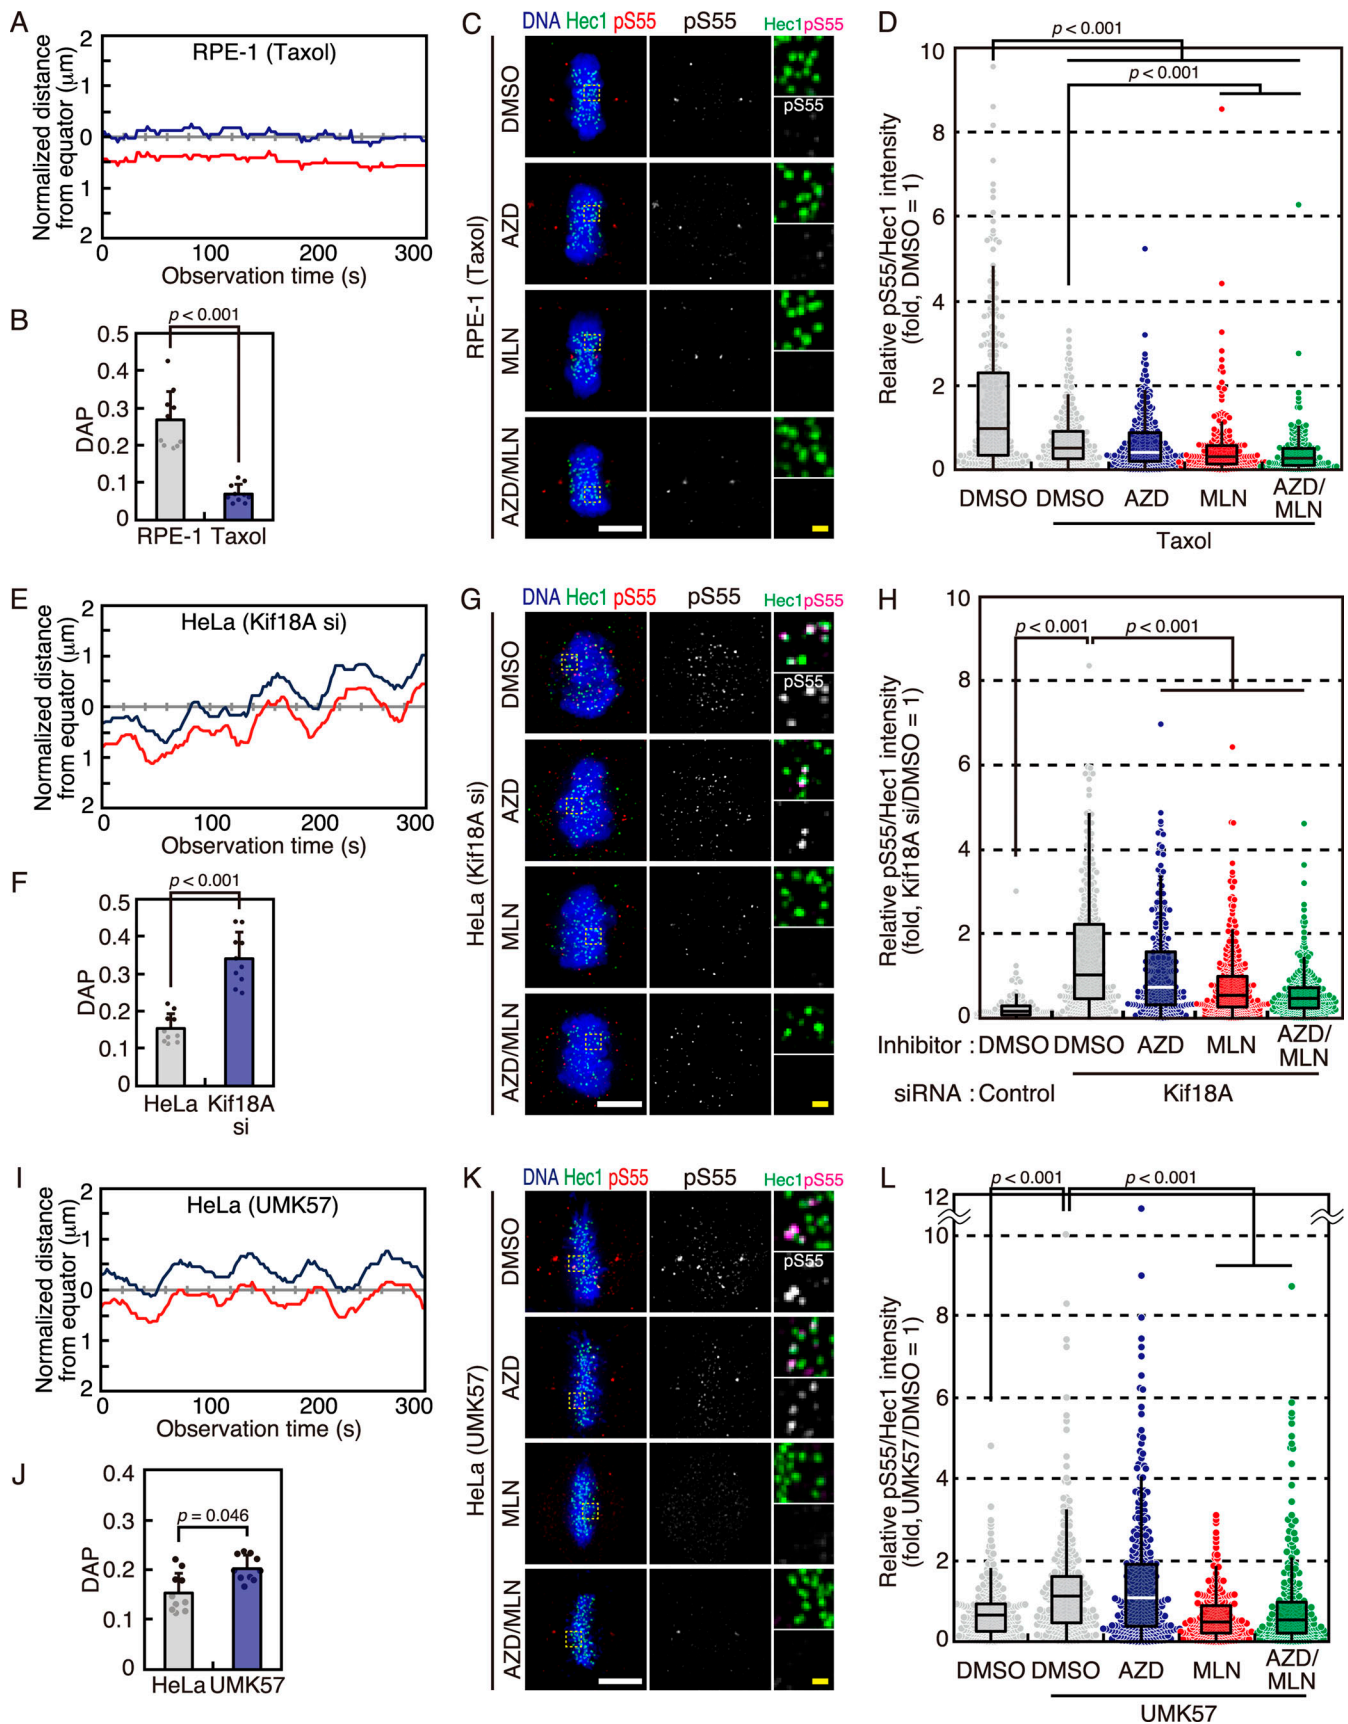 A
RPE-1 (Taxol)
Normalized distance
from equator (μm)
2
1
0
1
2
0
100
200
300
Observation time (s)
B
p < 0.001
DAP
0.5
0.4
0.3
0.2
0.1
0
RPE-1 Taxol
C
DNA Hec1 pS55
pS55
Hec1pS55
RPE-1 (Taxol)
DMSO
pS55
AZD
MLN
AZD/MLN
D
p < 0.001
p < 0.001
Relative pS55/Hec1 intensity
(fold, DMSO = 1)
10
8
6
4
2
0
DMSO DMSO AZD MLN AZD/
MLN
Taxol
E
HeLa (Kif18A si)
Normalized distance
from equator (μm)
2
1
0
1
2
0
100
200
300
Observation time (s)
F
p < 0.001
DAP
0.5
0.4
0.3
0.2
0.1
0
HeLa Kif18A
si
G
DNA Hec1 pS55
pS55
Hec1pS55
HeLa (Kif18A si)
DMSO
pS55
AZD
MLN
AZD/MLN
H
p < 0.001
p < 0.001
Relative pS55/Hec1 intensity
(fold, Kif18A si/DMSO = 1)
10
8
6
4
2
0
Inhibitor : DMSO DMSO AZD MLN AZD/
MLN
siRNA : Control Kif18A
I
HeLa (UMK57)
Normalized distance
from equator (μm)
2
1
0
1
2
0
100
200
300
Observation time (s)
J
p = 0.046
DAP
0.4
0.3
0.2
0.1
0
HeLa UMK57
K
DNA Hec1 pS55
pS55
Hec1pS55
HeLa (UMK57)
DMSO
pS55
AZD
MLN
AZD/MLN
L
p < 0.001
p < 0.001
Relative pS55/Hec1 intensity
(fold, UMK57/DMSO = 1)
12
10
8
6
4
2
0
DMSO DMSO AZD MLN AZD/
MLN
UMK57